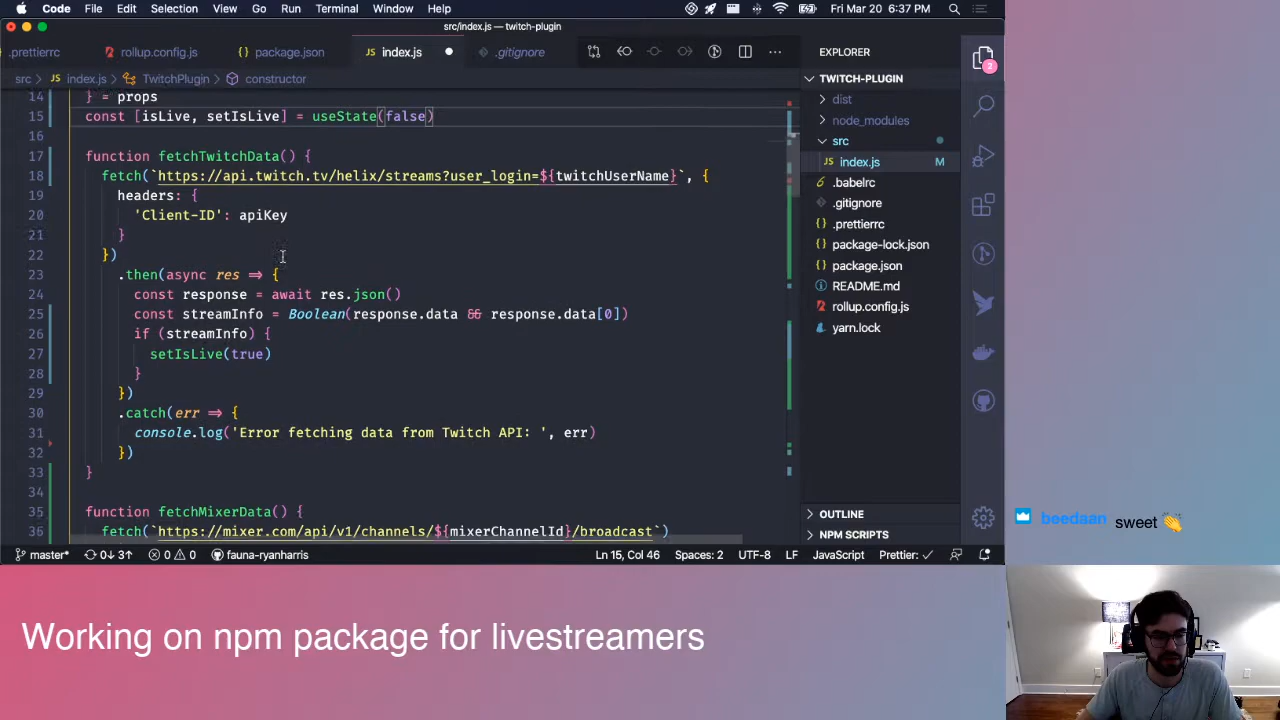 Code File Edit Selection View Go Run Terminal Window Help Fri Mar 20 6:37 PM
src/index.js — twitch-plugin
.prettierrc rollup.config.js package.json index.js .gitignore
src › index.js › TwitchPlugin › constructor
14 } = props
15 const [isLive, setIsLive] = useState(false)
16
17 function fetchTwitchData() {
18 fetch(`https://api.twitch.tv/helix/streams?user_login=${twitchUserName}`, {
19 headers: {
20 'Client-ID': apiKey
21 }
22 })
23 .then(async res => {
24 const response = await res.json()
25 const streamInfo = Boolean(response.data && response.data[0])
26 if (streamInfo) {
27 setIsLive(true)
28 }
29 })
30 .catch(err => {
31 console.log('Error fetching data from Twitch API: ', err)
32 })
33 }
34
35 function fetchMixerData() {
36 fetch(`https://mixer.com/api/v1/channels/${mixerChannelId}/broadcast`)
EXPLORER
TWITCH-PLUGIN
dist
node_modules
src
index.js M
.babelrc
.gitignore
.prettierrc
package-lock.json
package.json
README.md
rollup.config.js
yarn.lock
OUTLINE
NPM SCRIPTS
2
master* 0↓ 3↑ 0 0 fauna-ryanharris Ln 15, Col 46 Spaces: 2 UTF-8 LF JavaScript Prettier: ✓
beedaan sweet 👏
Working on npm package for livestreamers